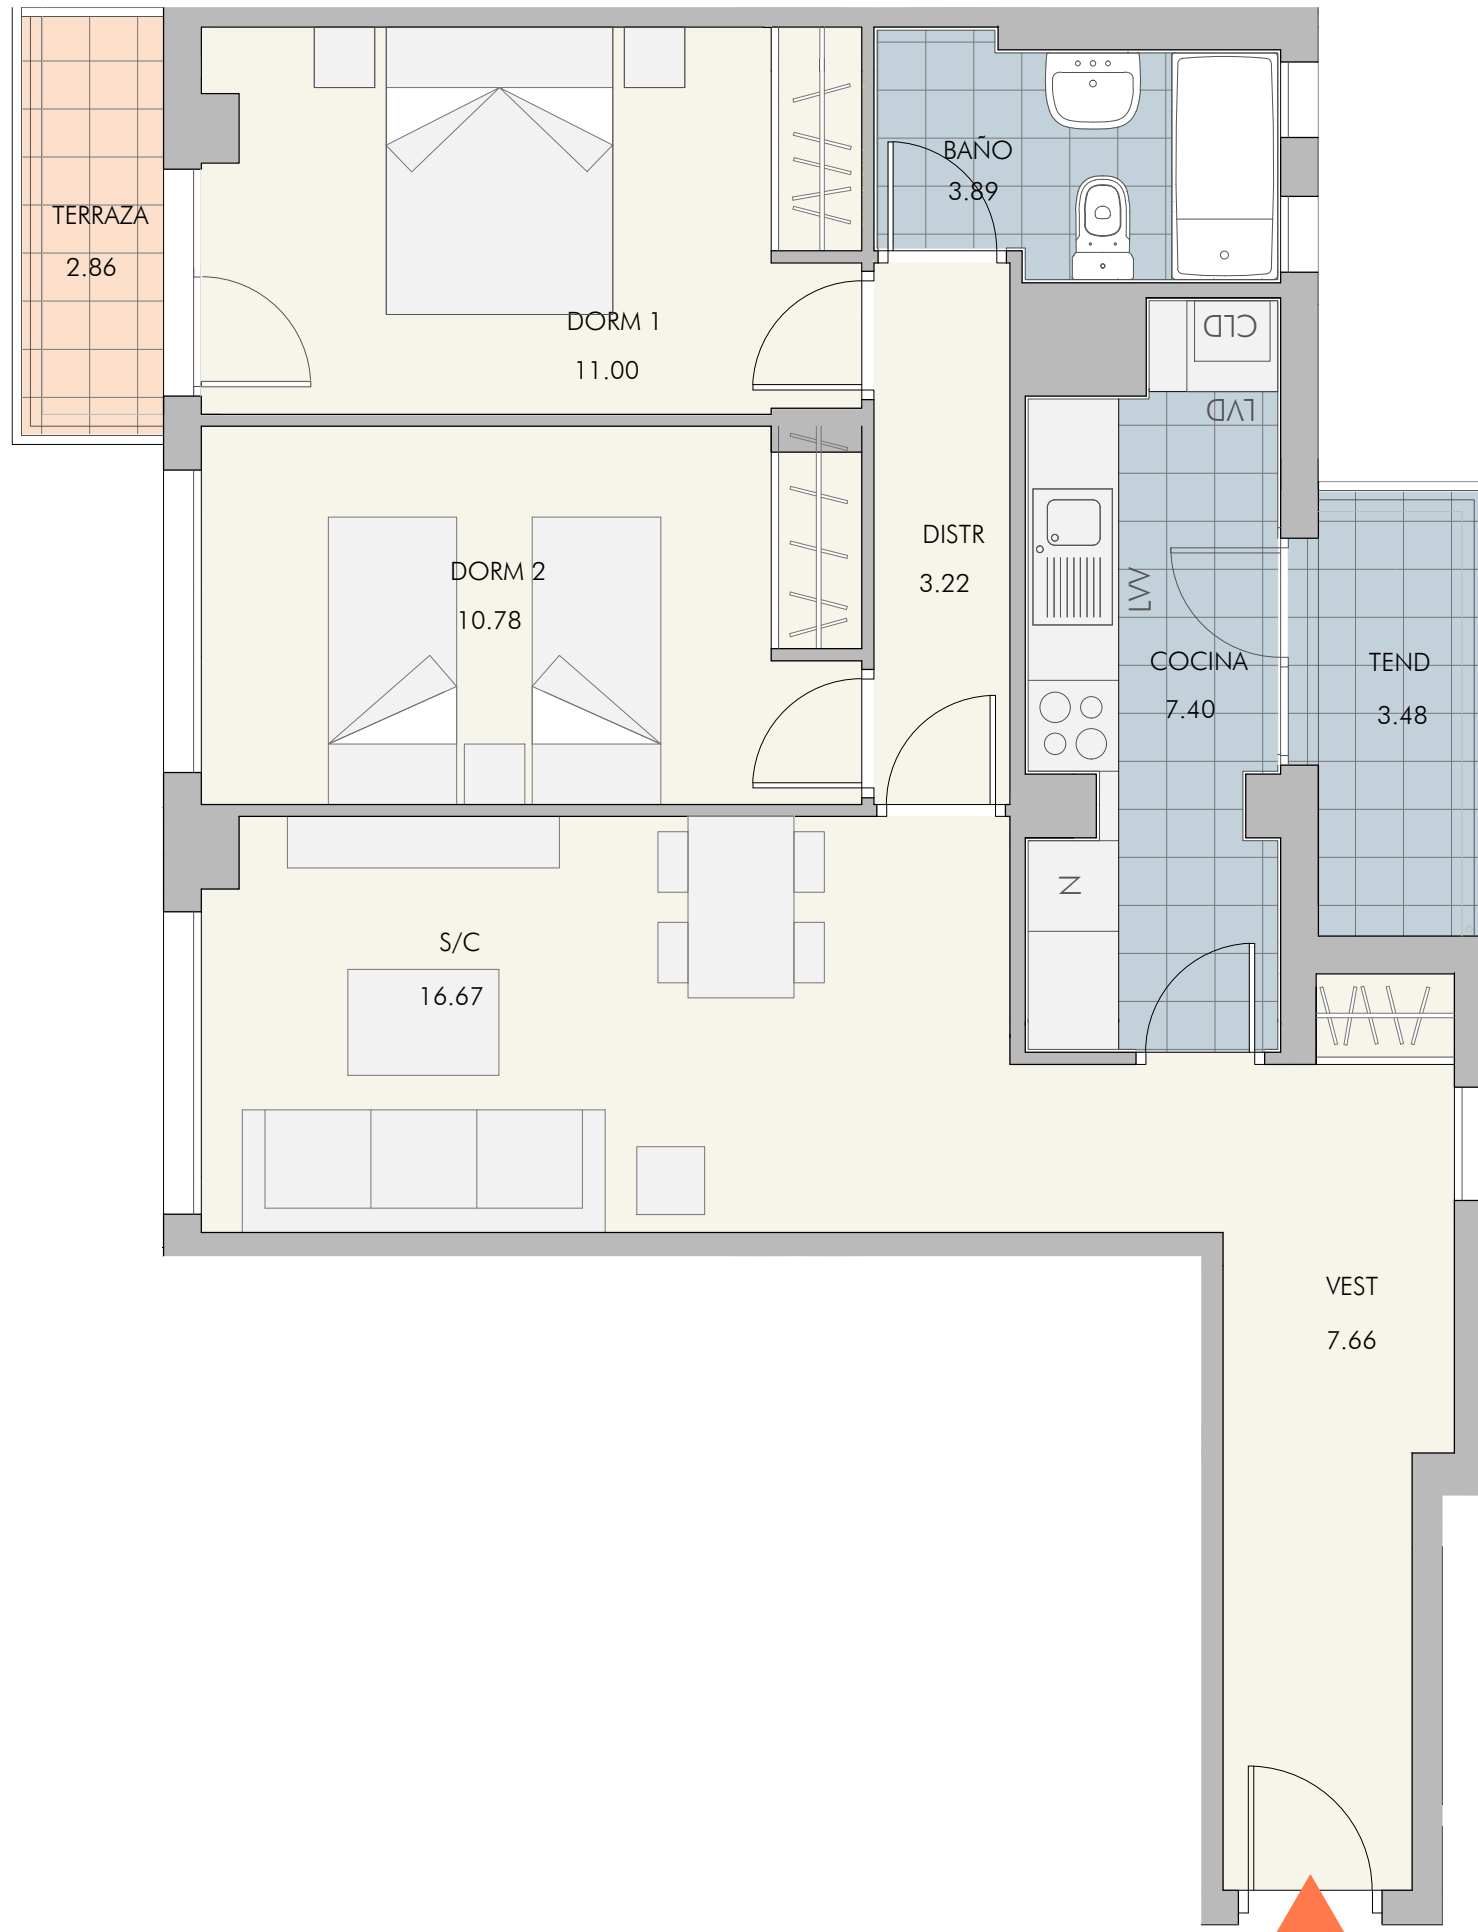 BAÑO
3.89
TERRAZA
2.86
DORM 1
11.00
CLD
LVD
DISTR
3.22
DORM 2
10.78
LVV
COCINA
7.40
TEND
3.48
N
S/C
16.67
VEST
7.66